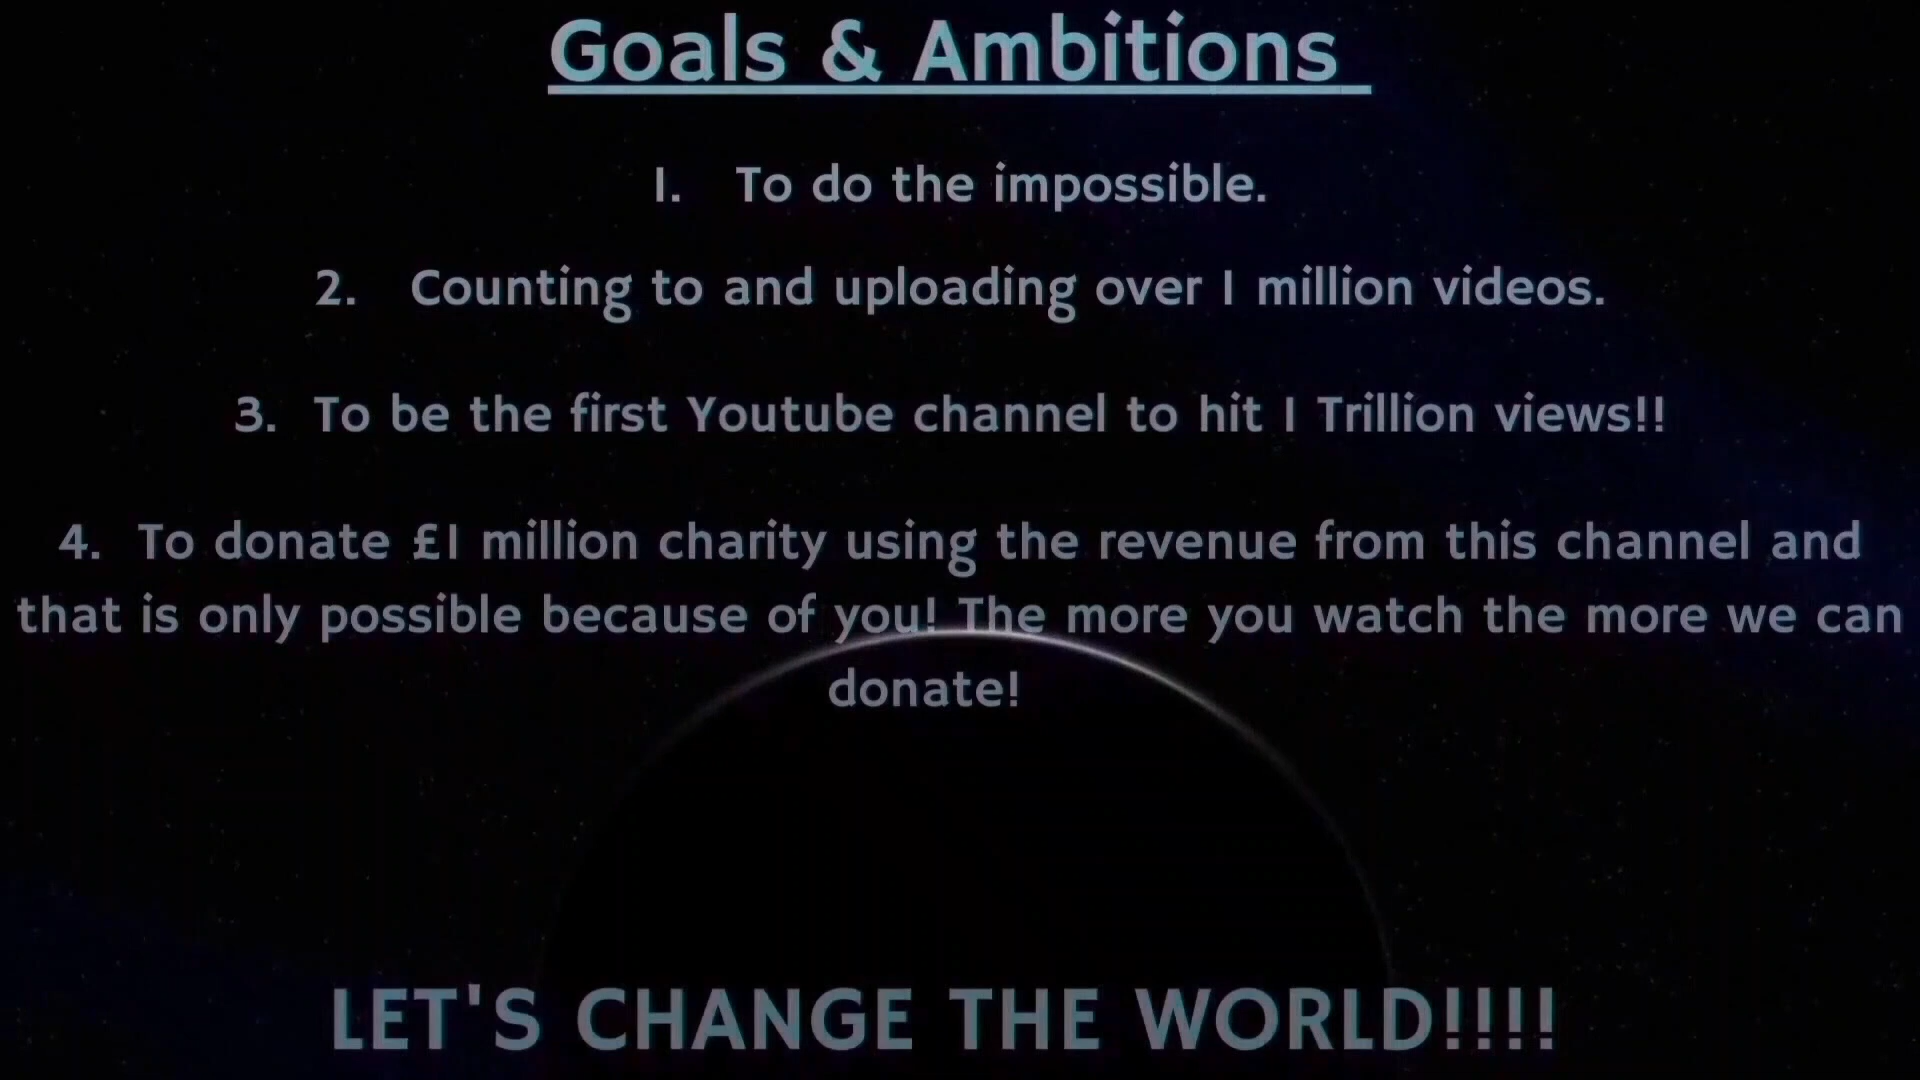 Goals & Ambitions
1. To do the impossible.
2. Counting to and uploading over 1 million videos.
3. To be the first Youtube channel to hit 1 Trillion views!!
4. To donate £1 million charity using the revenue from this channel and
that is only possible because of you! The more you watch the more we can
donate!
LET'S CHANGE THE WORLD!!!!